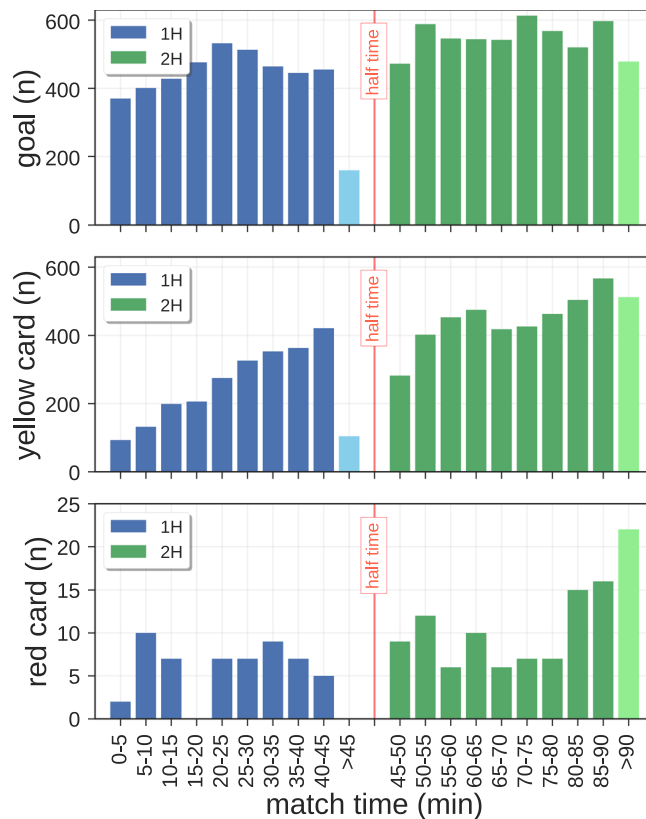 600
400
200
0
goal (n)
1H
2H
half time
600
400
200
0
yellow card (n)
1H
2H
half time
25
20
15
10
5
0
red card (n)
1H
2H
half time
0-5
5-10
10-15
15-20
20-25
25-30
30-35
35-40
40-45
>45
45-50
50-55
55-60
60-65
65-70
70-75
75-80
80-85
85-90
>90
match time (min)